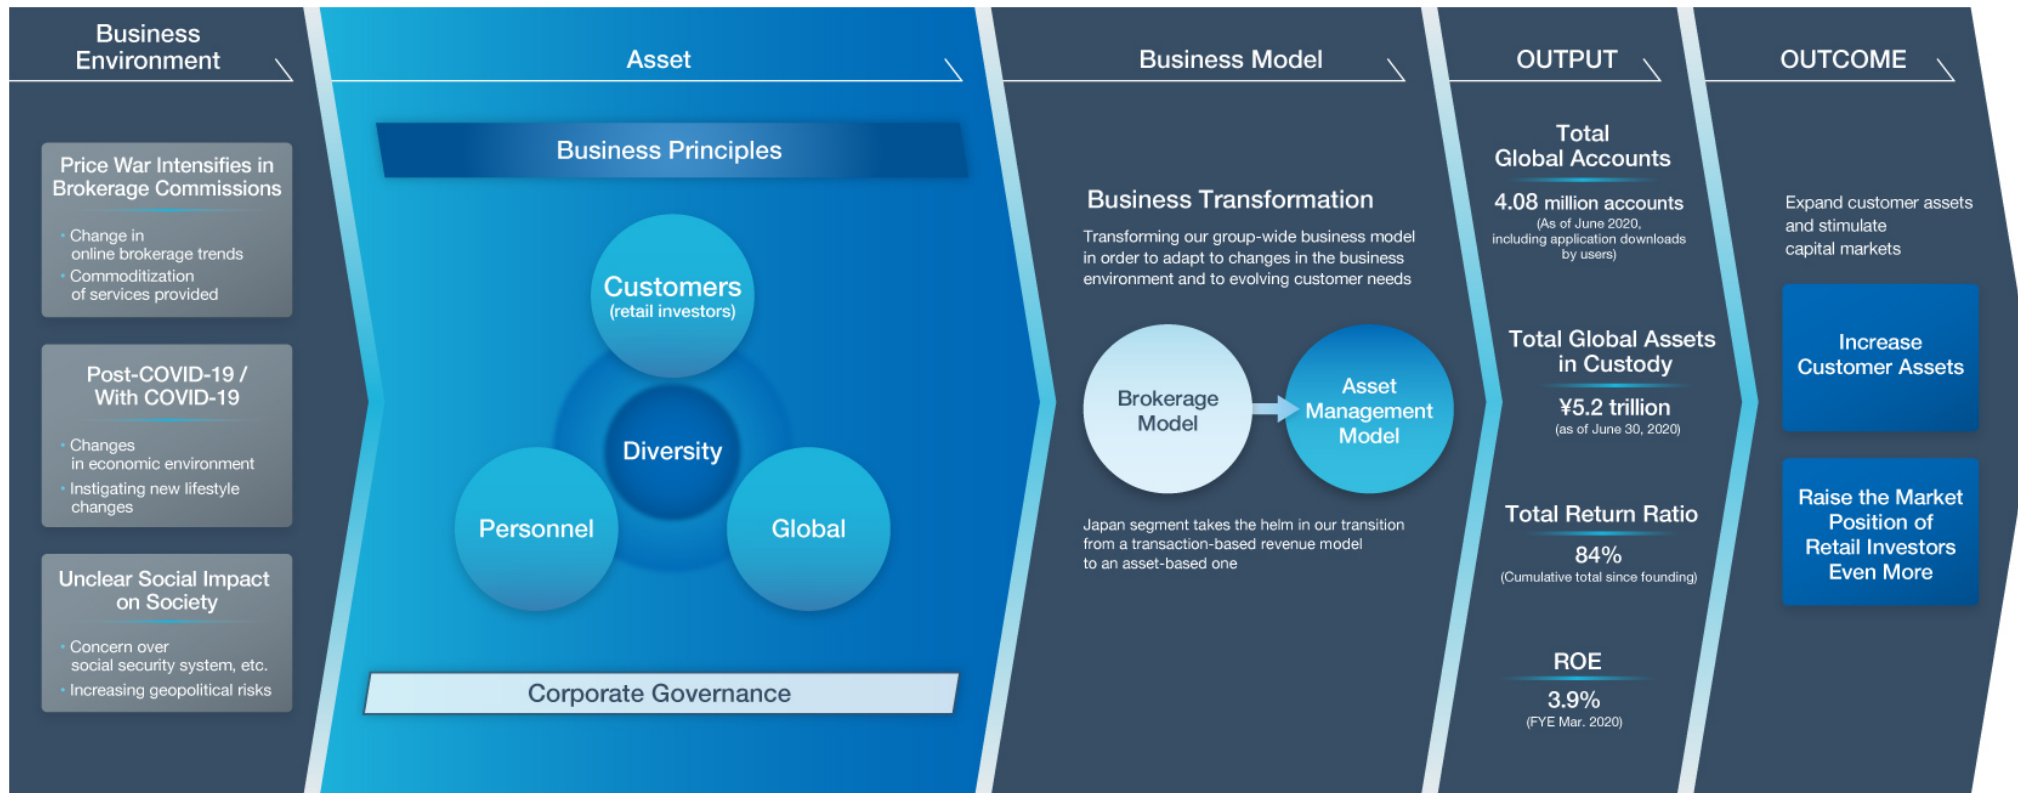 Business
Environment
Price War Intensifies in
Brokerage Commissions
• Change in
online brokerage trends
• Commoditization
of services provided
Post-COVID-19 /
With COVID-19
• Changes
in economic environment
• Instigating new lifestyle
changes
Unclear Social Impact
on Society
• Concern over
social security system, etc.
• Increasing geopolitical risks
Asset
Business Principles
Customers
(retail investors)
Diversity
Personnel
Global
Corporate Governance
Business Model
Business Transformation
Transforming our group-wide business model
in order to adapt to changes in the business
environment and to evolving customer needs
Brokerage
Model
Asset
Management
Model
Japan segment takes the helm in our transition
from a transaction-based revenue model
to an asset-based one
OUTPUT
Total
Global Accounts
4.08 million accounts
(As of June 2020,
including application downloads
by users)
Total Global Assets
in Custody
¥5.2 trillion
(as of June 30, 2020)
Total Return Ratio
84%
(Cumulative total since founding)
ROE
3.9%
(FYE Mar. 2020)
OUTCOME
Expand customer assets
and stimulate
capital markets
Increase
Customer Assets
Raise the Market
Position of
Retail Investors
Even More